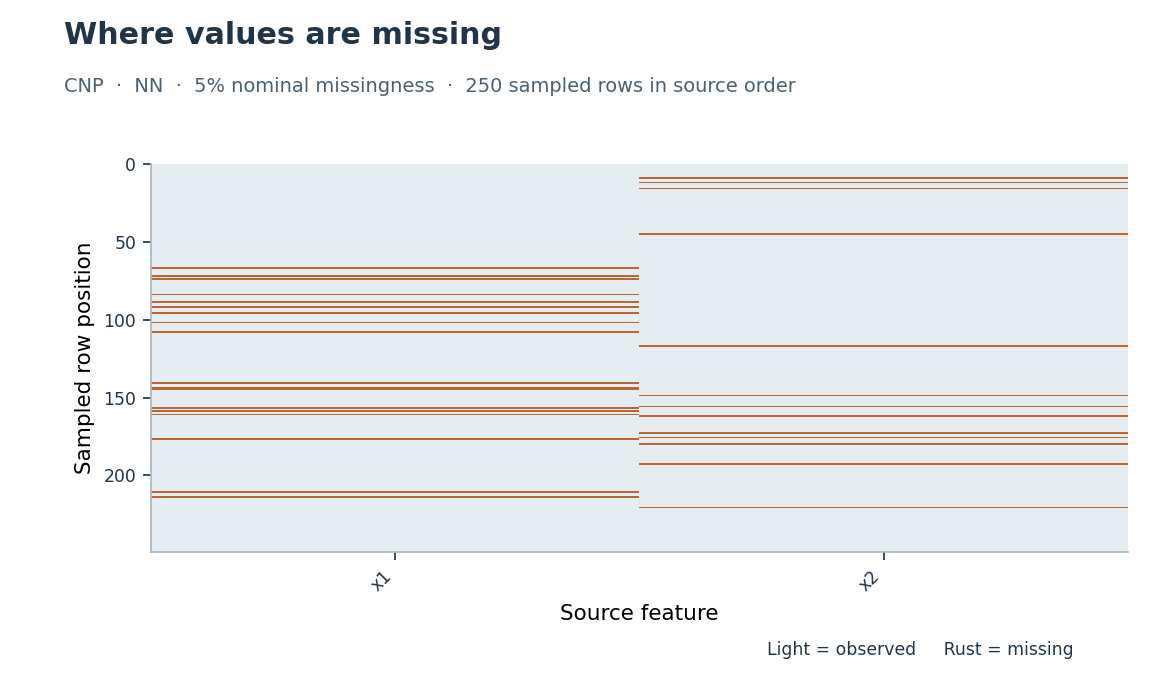 Where values are missing
CNP · NN · 5% nominal missingness · 250 sampled rows in source order
0
50
100
150
200
Sampled row position
x1
x2
Source feature
Light = observed Rust = missing